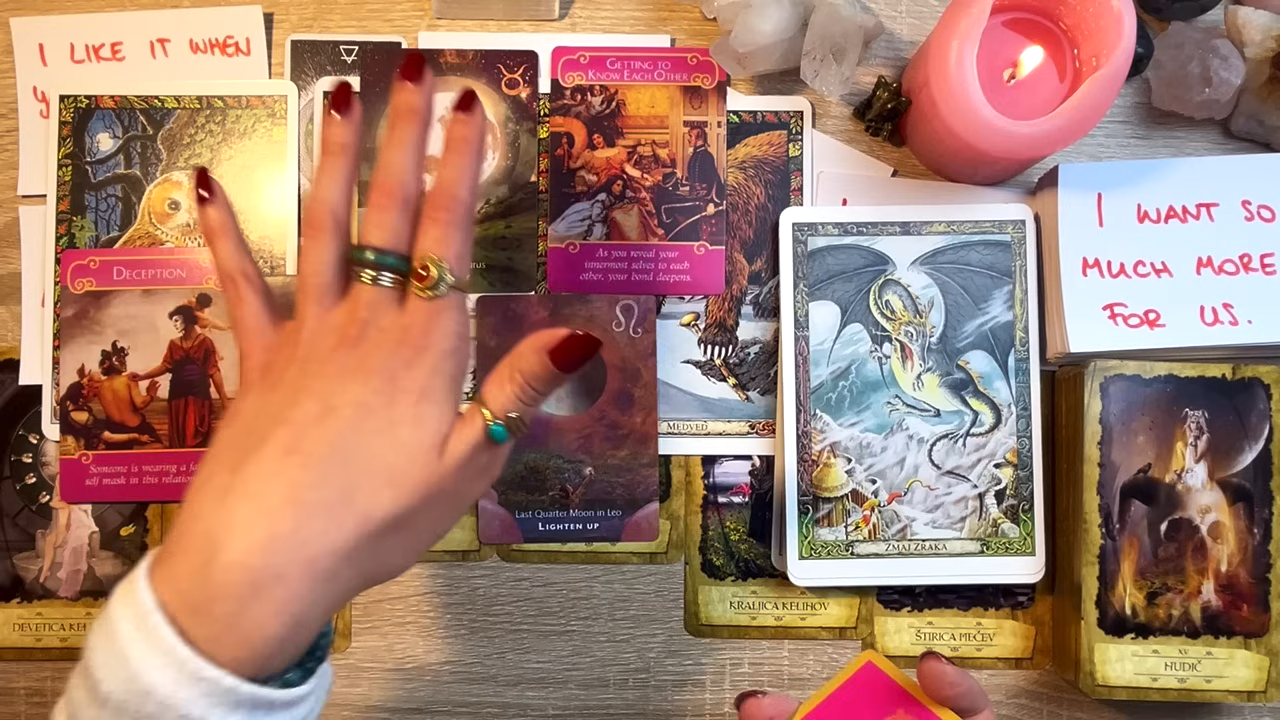 I LIKE IT WHEN
GETTING TO
KNOW EACH OTHER
As you reveal your
innermost selves to each
other, your bond deepens.
I WANT SO
MUCH MORE
FOR US.
DECEPTION
Someone is wearing a
self mask in this
MEDVED
Last Quarter Moon in Leo
LIGHTEN UP
ZMAJ ZRAKA
DEVETICA
KRALJICA KELIHOV
ŠTIRICA MEČEV
XV
HUDIČ